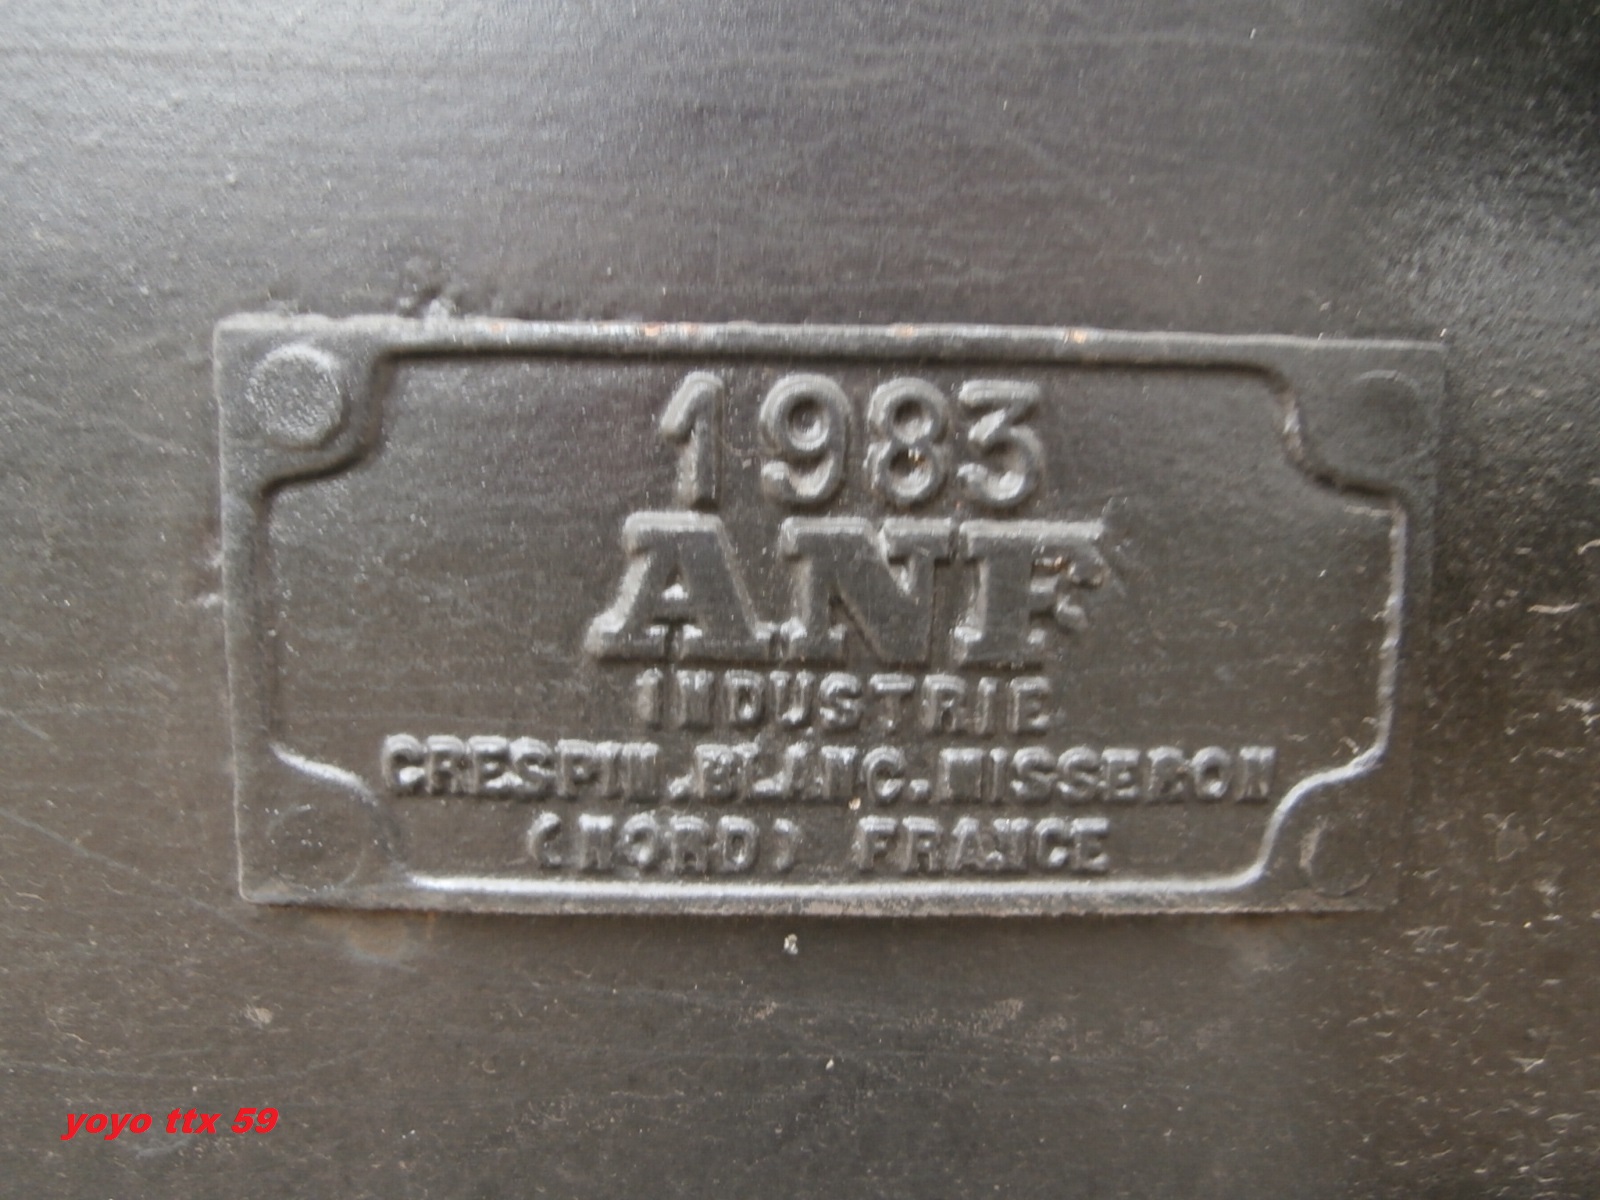 1983
ANF
INDUSTRIE
CRESPIN.BLANC.MISSERON
(NORD) FRANCE
yoyo ttx 59